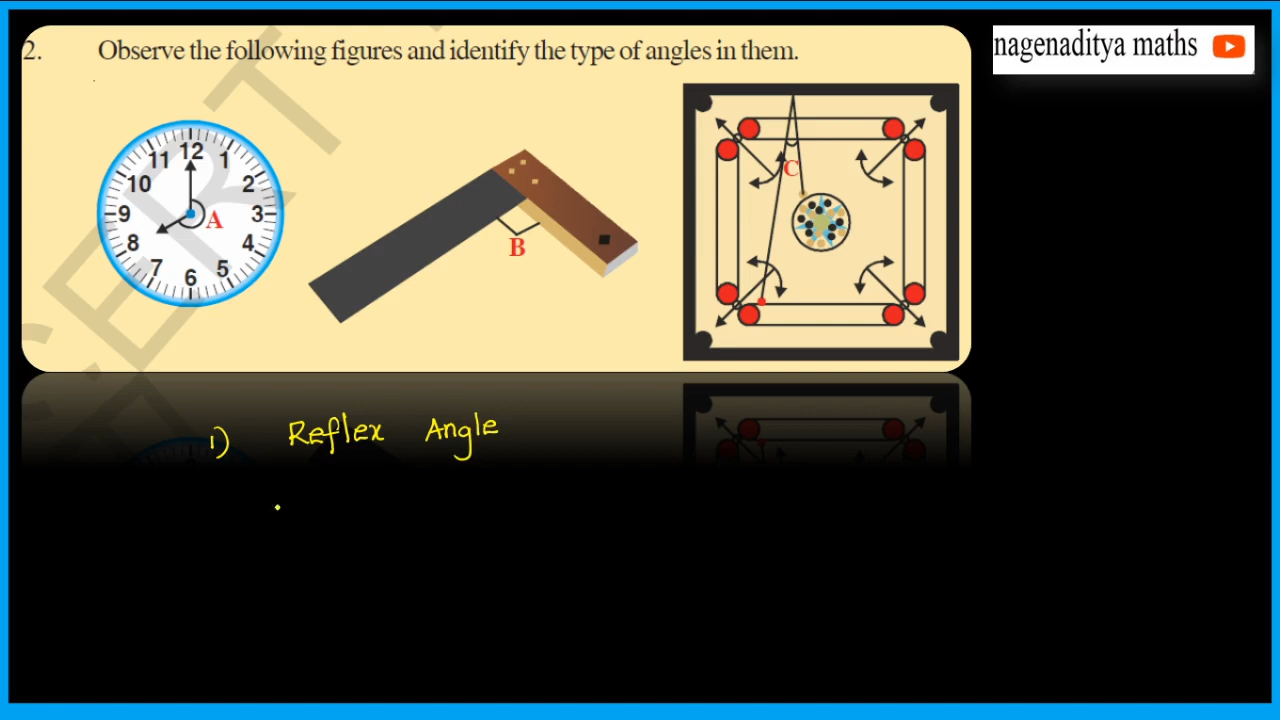 2. Observe the following figures and identify the type of angles in them.
nagenaditya maths
SCERT
12
11 1
10 2
9 3
8 4
7 5
6
A
B
C
1) Reflex Angle